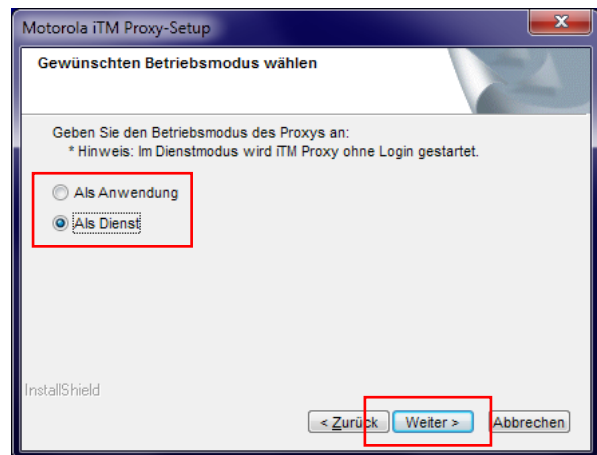 Motorola iTM Proxy-Setup
Gewünschten Betriebsmodus wählen
Geben Sie den Betriebsmodus des Proxys an:
* Hinweis: Im Dienstmodus wird iTM Proxy ohne Login gestartet.
Als Anwendung
Als Dienst
InstallShield
< Zurück Weiter > Abbrechen